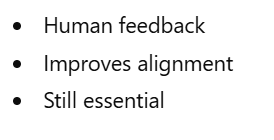 • Human feedback
• Improves alignment
• Still essential